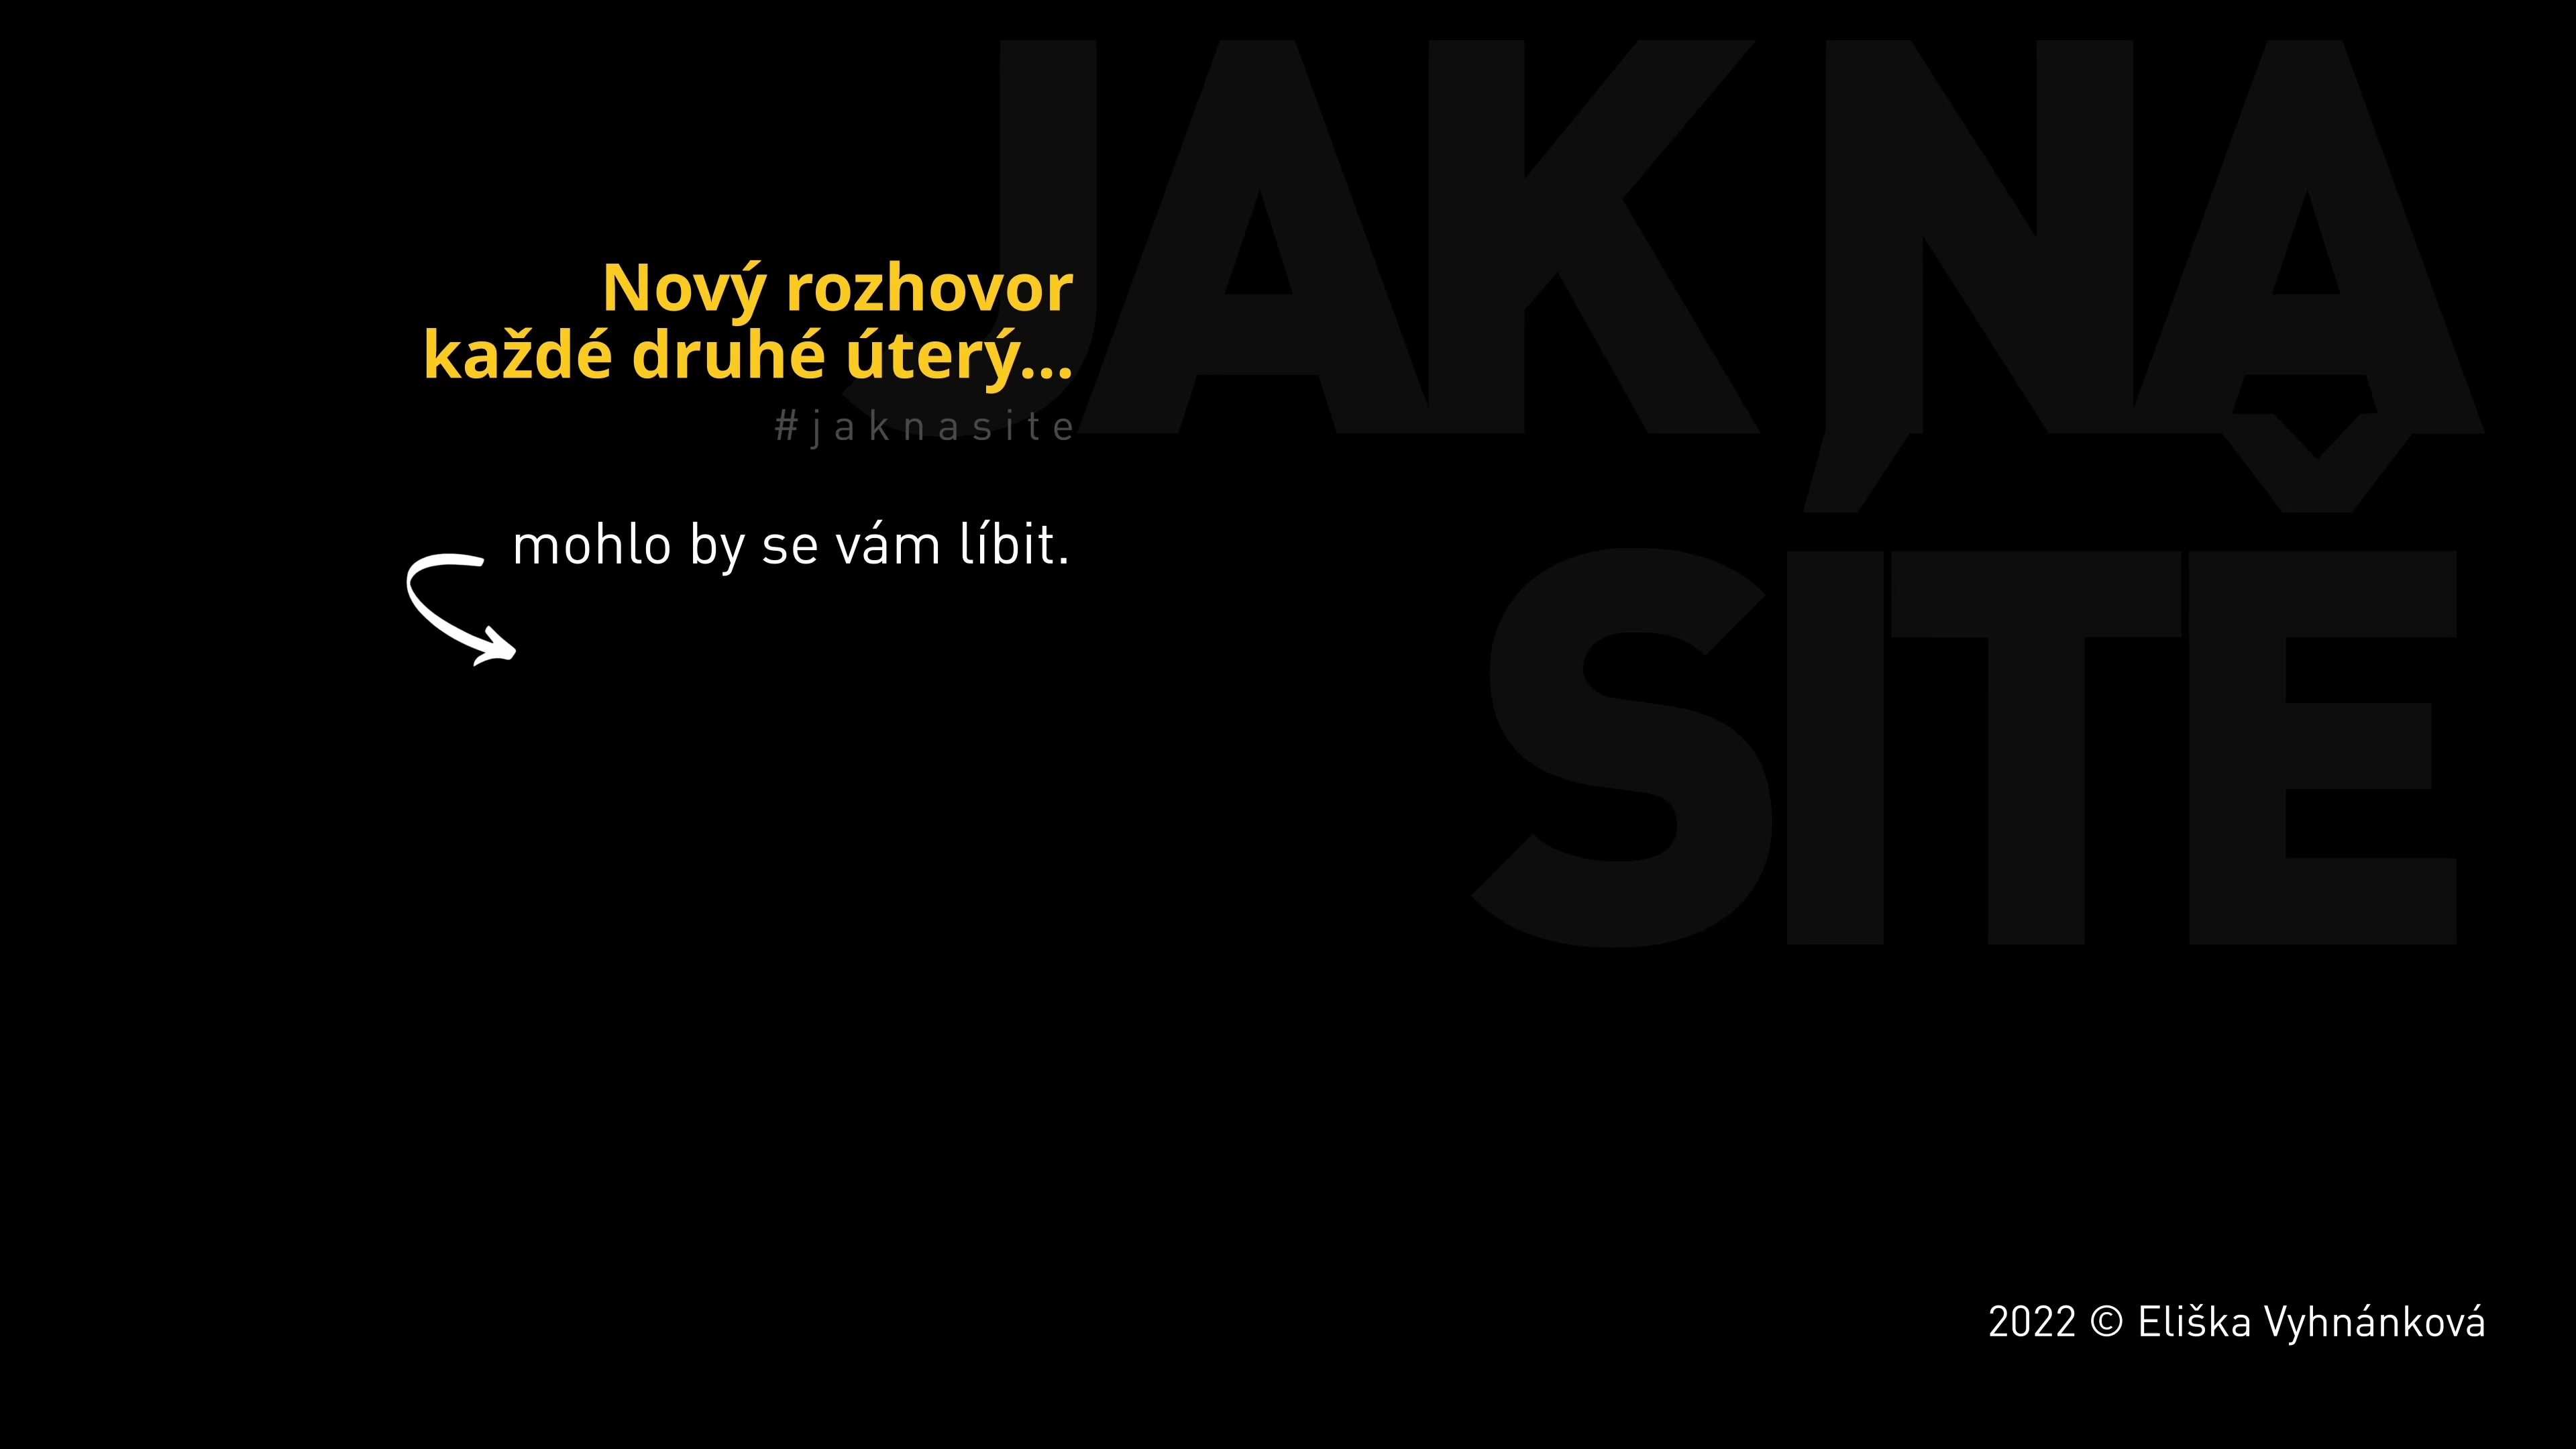 JAK NA
SÍTĚ
Nový rozhovor
každé druhé úterý...
#jaknasite
mohlo by se vám líbit.
2022 © Eliška Vyhnánková